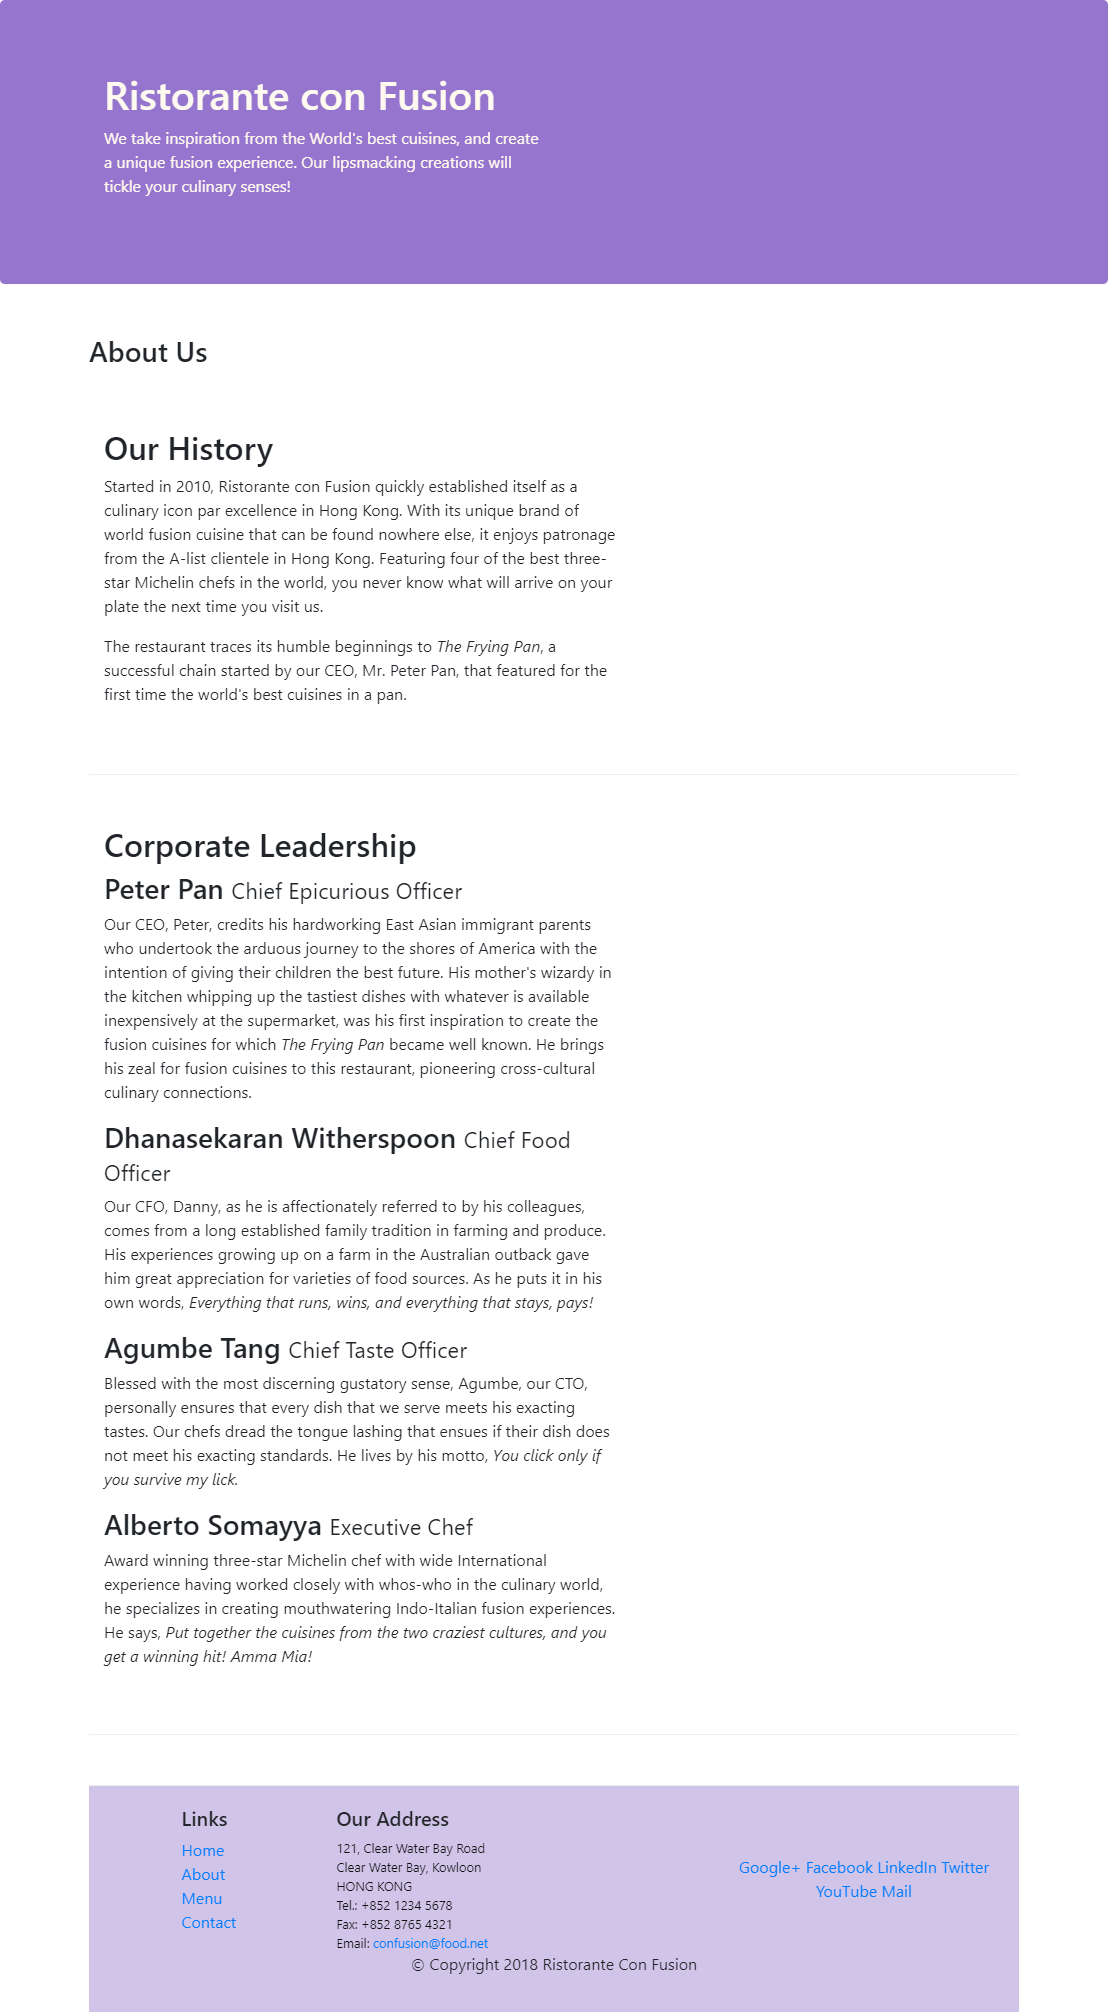 Ristorante con Fusion
We take inspiration from the World's best cuisines, and create
a unique fusion experience. Our lipsmacking creations will
tickle your culinary senses!
About Us
Our History
Started in 2010, Ristorante con Fusion quickly established itself as a
culinary icon par excellence in Hong Kong. With its unique brand of
world fusion cuisine that can be found nowhere else, it enjoys patronage
from the A-list clientele in Hong Kong. Featuring four of the best three-
star Michelin chefs in the world, you never know what will arrive on your
plate the next time you visit us.
The restaurant traces its humble beginnings to The Frying Pan, a
successful chain started by our CEO, Mr. Peter Pan, that featured for the
first time the world's best cuisines in a pan.
Corporate Leadership
Peter Pan Chief Epicurious Officer
Our CEO, Peter, credits his hardworking East Asian immigrant parents
who undertook the arduous journey to the shores of America with the
intention of giving their children the best future. His mother's wizardy in
the kitchen whipping up the tastiest dishes with whatever is available
inexpensively at the supermarket, was his first inspiration to create the
fusion cuisines for which The Frying Pan became well known. He brings
his zeal for fusion cuisines to this restaurant, pioneering cross-cultural
culinary connections.
Dhanasekaran Witherspoon Chief Food
Officer
Our CFO, Danny, as he is affectionately referred to by his colleagues,
comes from a long established family tradition in farming and produce.
His experiences growing up on a farm in the Australian outback gave
him great appreciation for varieties of food sources. As he puts it in his
own words, Everything that runs, wins, and everything that stays, pays!
Agumbe Tang Chief Taste Officer
Blessed with the most discerning gustatory sense, Agumbe, our CTO,
personally ensures that every dish that we serve meets his exacting
tastes. Our chefs dread the tongue lashing that ensues if their dish does
not meet his exacting standards. He lives by his motto, You click only if
you survive my lick.
Alberto Somayya Executive Chef
Award winning three-star Michelin chef with wide International
experience having worked closely with whos-who in the culinary world,
he specializes in creating mouthwatering Indo-Italian fusion experiences.
He says, Put together the cuisines from the two craziest cultures, and you
get a winning hit! Amma Mia!
Links
Home
About
Menu
Contact
Our Address
121, Clear Water Bay Road
Clear Water Bay, Kowloon
HONG KONG
Tel.: +852 1234 5678
Fax: +852 8765 4321
Email: confusion@food.net
Google+ Facebook LinkedIn Twitter
YouTube Mail
© Copyright 2018 Ristorante Con Fusion